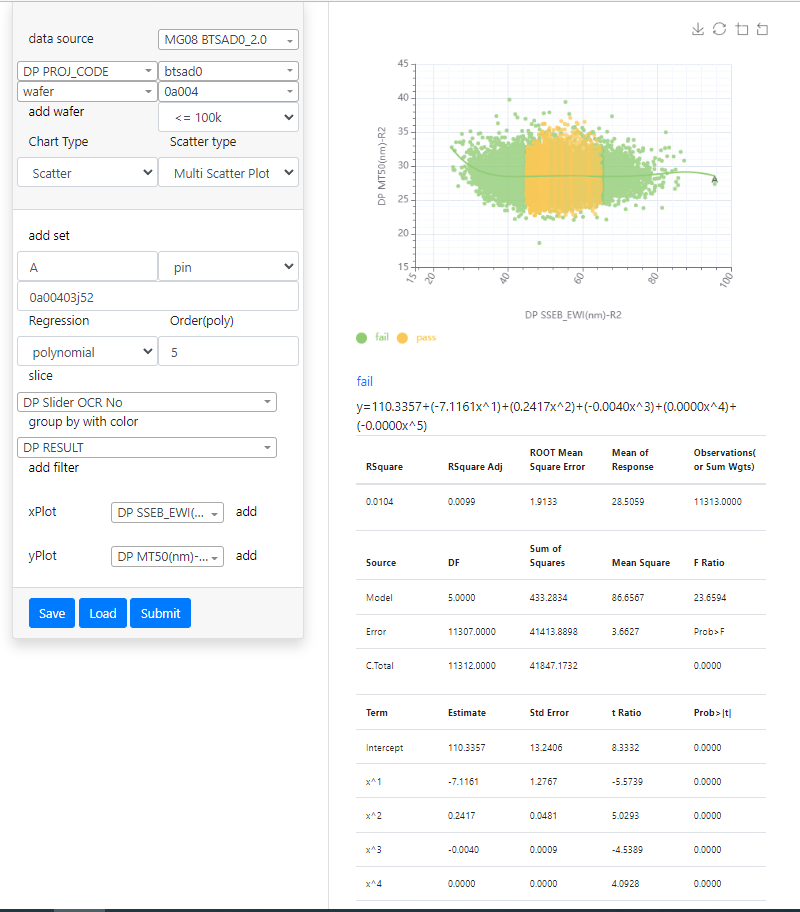 data source
MG08 BTSAD0_2.0
DP PROJ_CODE
btsad0
wafer
0a004
add wafer
<= 100k
Chart Type
Scatter type
Scatter
Multi Scatter Plot
add set
A
pin
0a00403j52
Regression
Order(poly)
polynomial
5
slice
DP Slider OCR No
group by with color
DP RESULT
add filter
xPlot
DP SSEB_EWI(...
add
yPlot
DP MT50(nm)-...
add
Save
Load
Submit
45
40
35
30
25
20
15
DP MT50(nm)-R2
A
15
20
40
60
80
100
DP SSEB_EWI(nm)-R2
fail
pass
fail
y=110.3357+(-7.1161x^1)+(0.2417x^2)+(-0.0040x^3)+(0.0000x^4)+
(-0.0000x^5)
RSquare RSquare Adj ROOT Mean Square Error Mean of Response Observations( or Sum Wgts)
0.0104 0.0099 1.9133 28.5059 11313.0000
Source DF Sum of Squares Mean Square F Ratio
Model 5.0000 433.2834 86.6567 23.6594
Error 11307.0000 41413.8898 3.6627 Prob>F
C.Total 11312.0000 41847.1732 0.0000
Term Estimate Std Error t Ratio Prob>|t|
Intercept 110.3357 13.2406 8.3332 0.0000
x^1 -7.1161 1.2767 -5.5739 0.0000
x^2 0.2417 0.0481 5.0293 0.0000
x^3 -0.0040 0.0009 -4.5389 0.0000
x^4 0.0000 0.0000 4.0928 0.0000